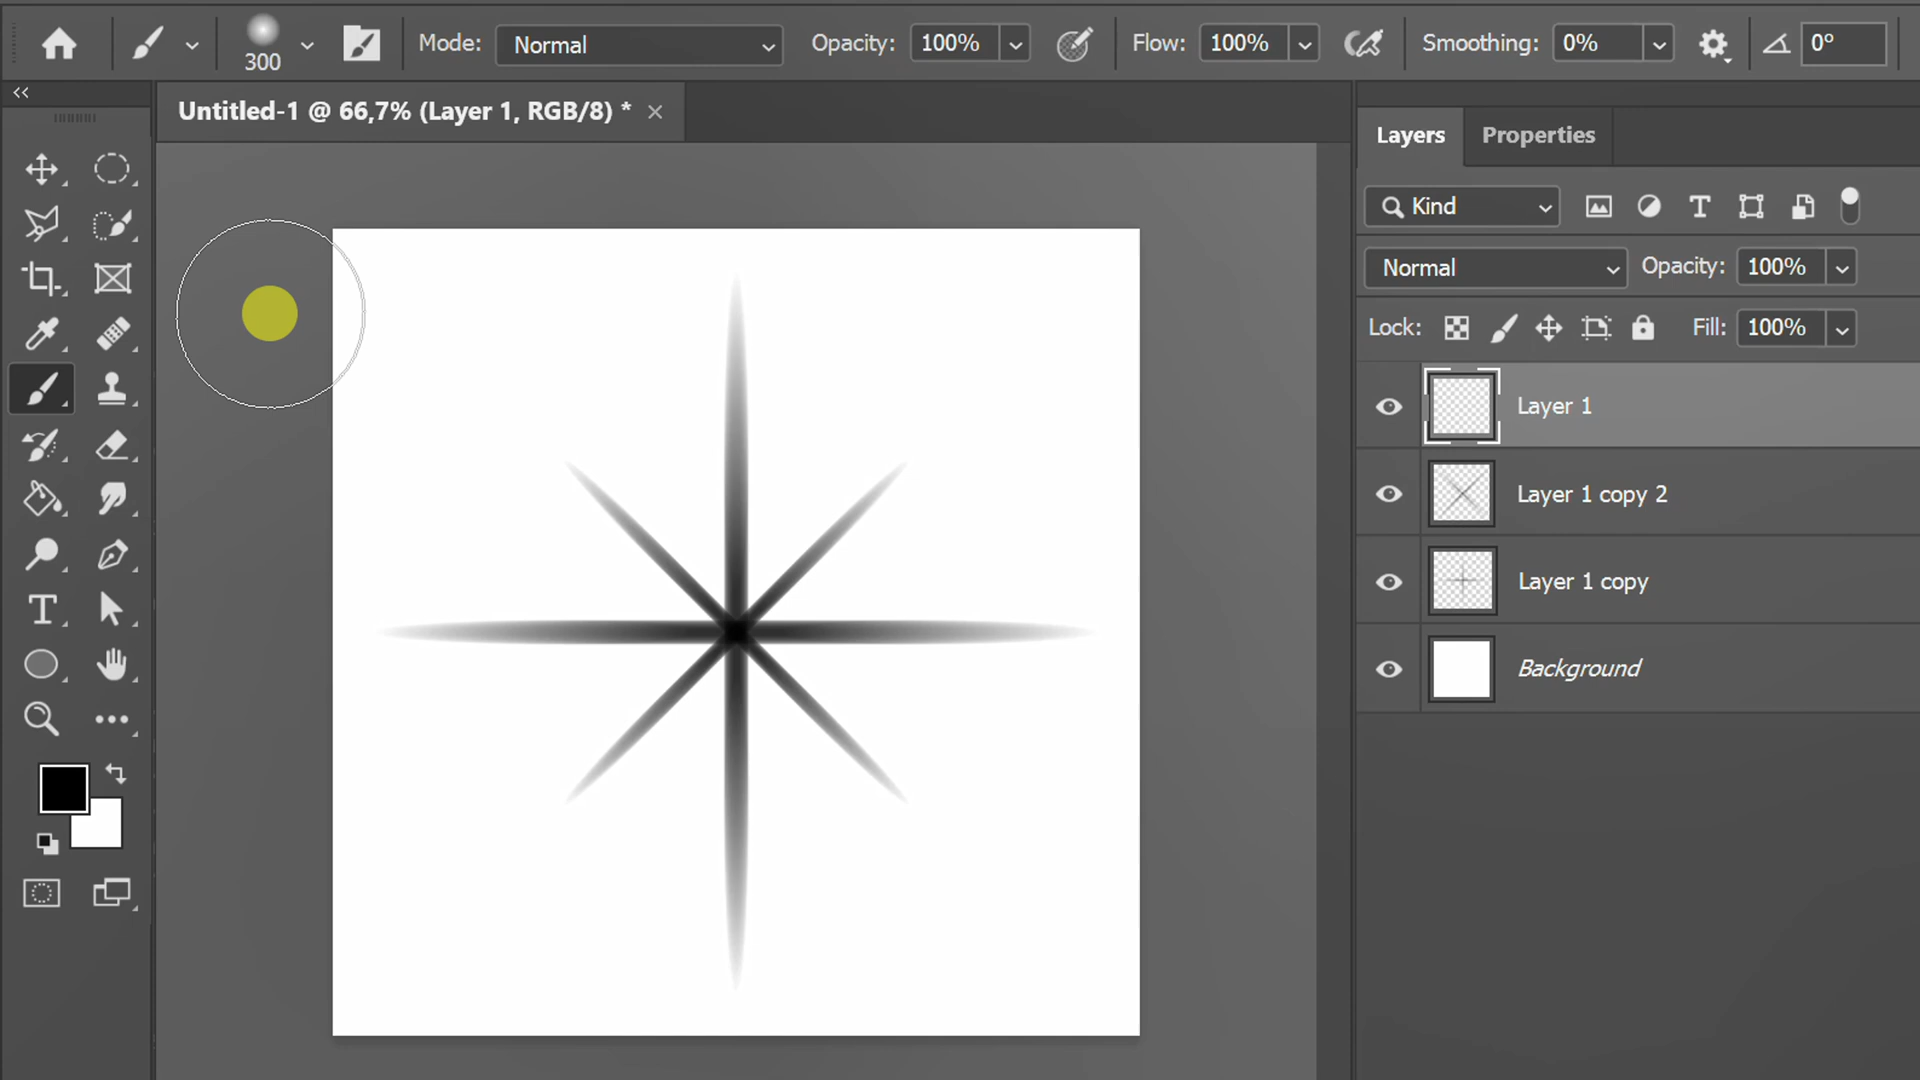 300
Mode: Normal Opacity: 100% Flow: 100% Smoothing: 0% 0°
Untitled-1 @ 66,7% (Layer 1, RGB/8) *
Layers Properties
Kind
Normal Opacity: 100%
Lock: Fill: 100%
Layer 1
Layer 1 copy 2
Layer 1 copy
Background